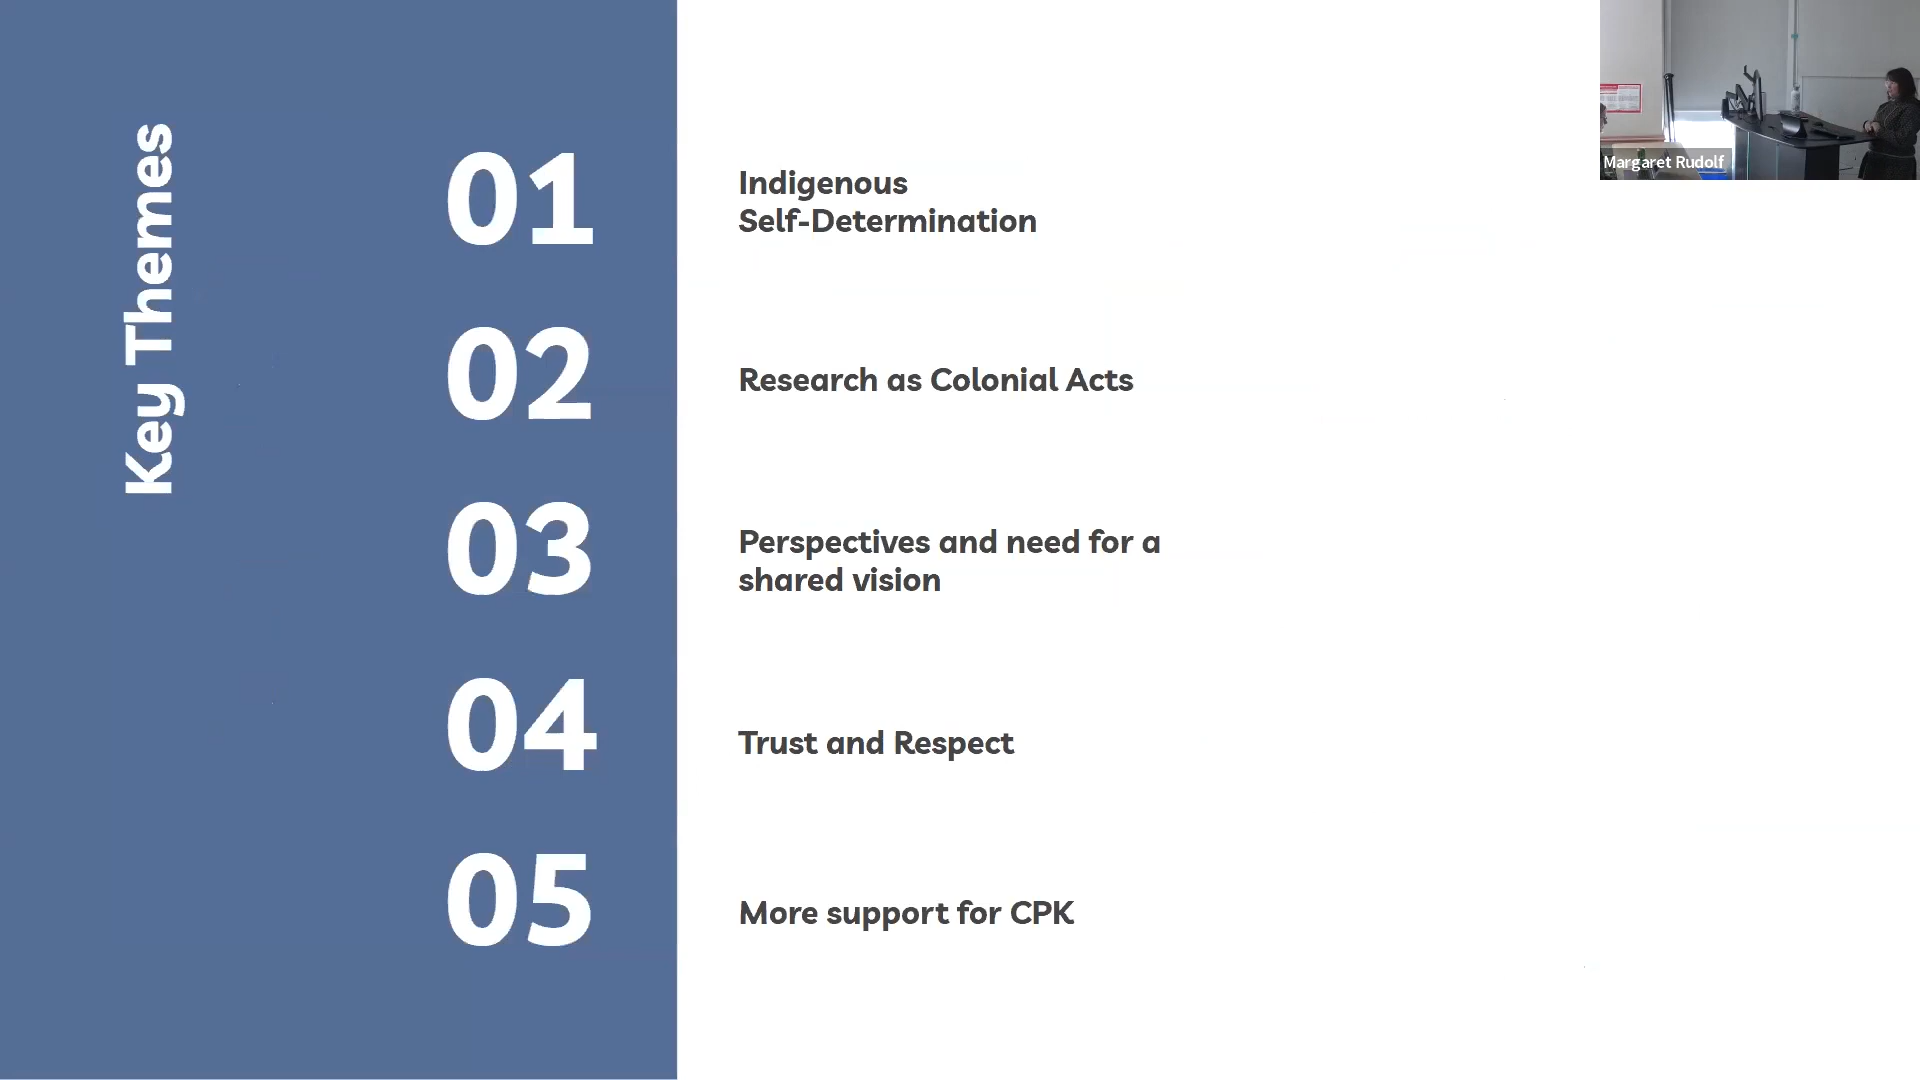 Key Themes
01
Indigenous
Self-Determination
02
Research as Colonial Acts
03
Perspectives and need for a
shared vision
04
Trust and Respect
05
More support for CPK
Margaret Rudolf